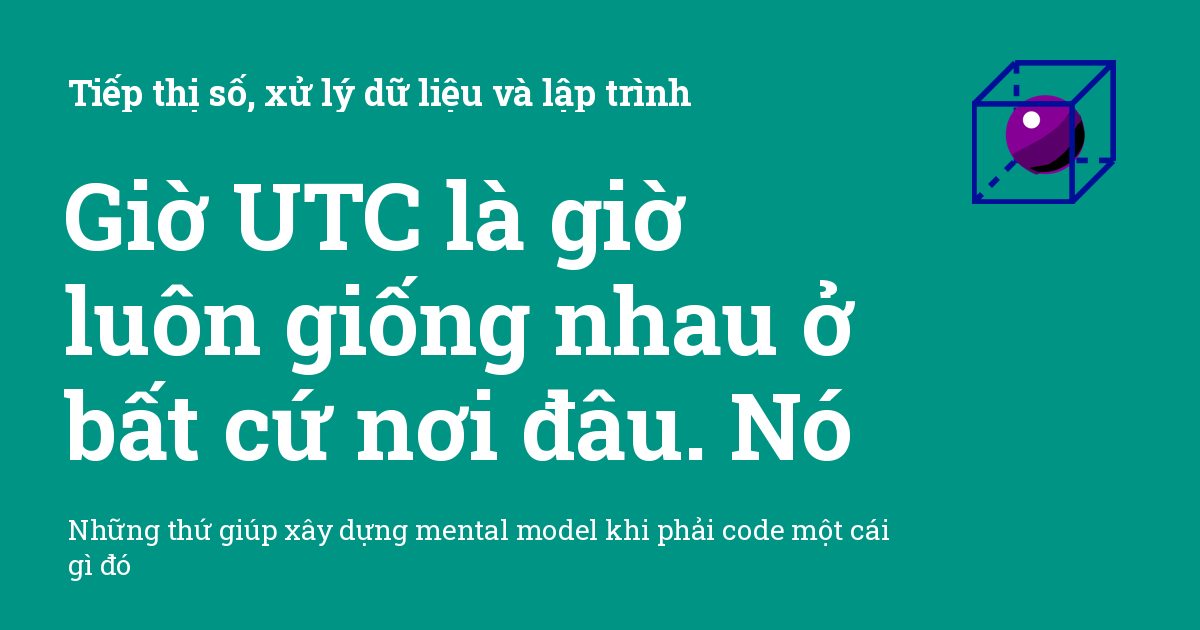 Tiếp thị số, xử lý dữ liệu và lập trình
Giờ UTC là giờ
luôn giống nhau ở
bất cứ nơi đâu. Nó
Những thứ giúp xây dựng mental model khi phải code một cái
gì đó